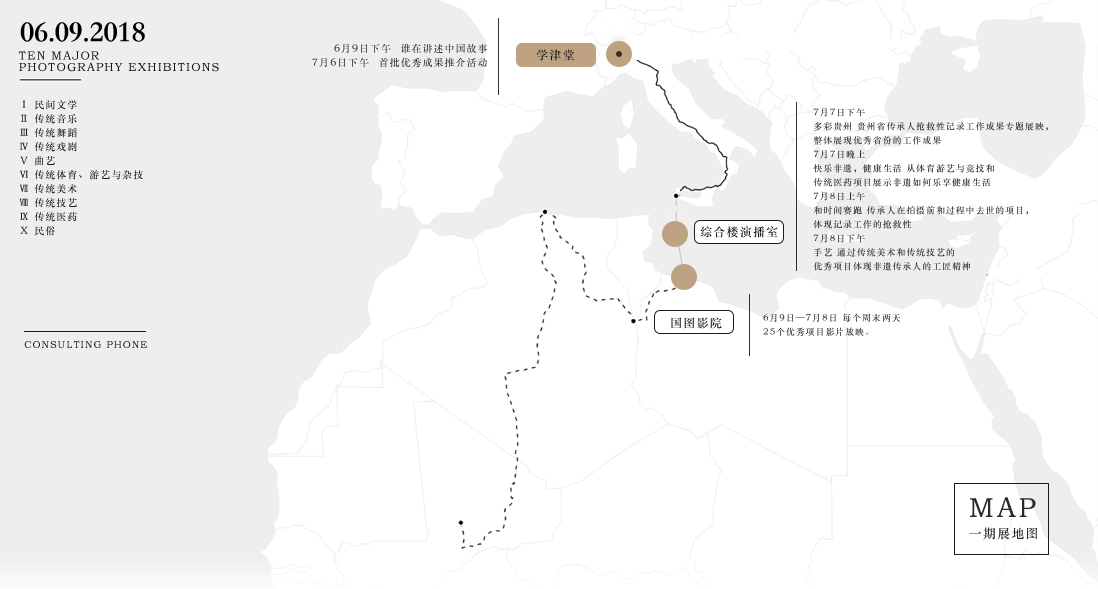 06.09.2018
TEN MAJOR
PHOTOGRAPHY EXHIBITIONS
Ⅰ 民间文学
Ⅱ 传统音乐
Ⅲ 传统舞蹈
Ⅳ 传统戏剧
Ⅴ 曲艺
Ⅵ 传统体育、游艺与杂技
Ⅶ 传统美术
Ⅷ 传统技艺
Ⅸ 传统医药
Ⅹ 民俗
CONSULTING PHONE
6月9日下午 谁在讲述中国故事
7月6日下午 首批优秀成果推介活动
学津堂
7月7日下午
多彩贵州 贵州省传承人抢救性记录工作成果专题展映，
整体展现优秀省份的工作成果
7月7日晚上
快乐非遗，健康生活 从体育游艺与竞技和
传统医药项目展示非遗如何乐享健康生活
7月8日上午
和时间赛跑 传承人在拍摄前和过程中去世的项目，
体现记录工作的抢救性
7月8日下午
手艺 通过传统美术和传统技艺的
优秀项目体现非遗传承人的工匠精神
综合楼演播室
国图影院
6月9日—7月8日 每个周末两天
25个优秀项目影片放映。
MAP
一期展地图